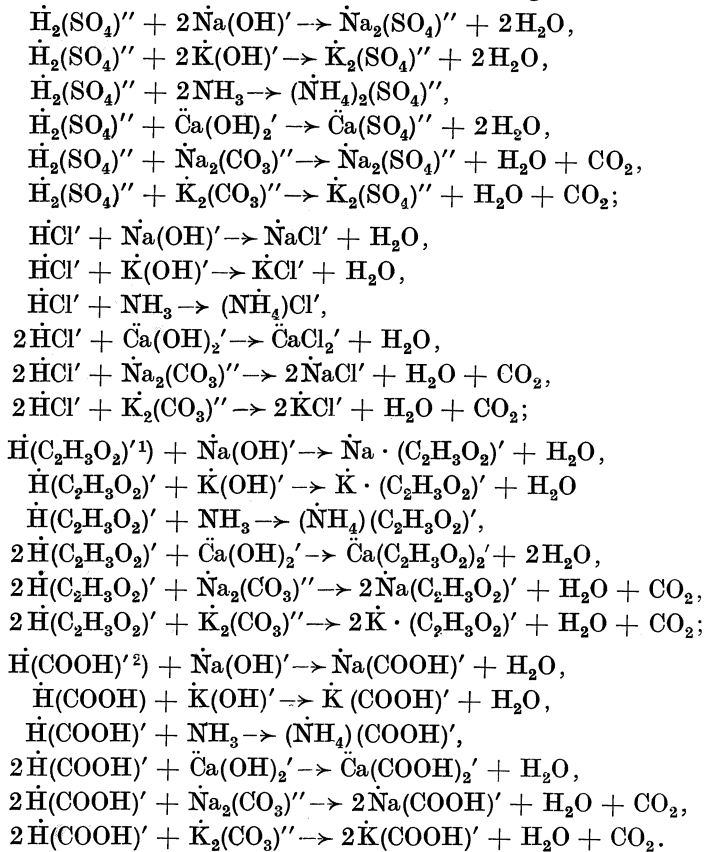 Ḣ₂(SO₄)′′ + 2Ṅa(OH)′ → Ṅa₂(SO₄)′′ + 2H₂O,
Ḣ₂(SO₄)′′ + 2K̇(OH)′ → K̇₂(SO₄)′′ + 2H₂O,
Ḣ₂(SO₄)′′ + 2NH₃ → (ṄH₄)₂(SO₄)′′,
Ḣ₂(SO₄)′′ + C̈a(OH)₂′ → C̈a(SO₄)′′ + 2H₂O,
Ḣ₂(SO₄)′′ + Ṅa₂(CO₃)′′ → Ṅa₂(SO₄)′′ + H₂O + CO₂,
Ḣ₂(SO₄)′′ + K̇₂(CO₃)′′ → K̇₂(SO₄)′′ + H₂O + CO₂;
ḢCl′ + Ṅa(OH)′ → ṄaCl′ + H₂O,
ḢCl′ + K̇(OH)′ → K̇Cl′ + H₂O,
ḢCl′ + NH₃ → (NḢ₄)Cl′,
2ḢCl′ + C̈a(OH)₂′ → C̈aCl₂′ + H₂O,
2ḢCl′ + Ṅa₂(CO₃)′′ → 2ṄaCl′ + H₂O + CO₂,
2ḢCl′ + K̇₂(CO₃)′′ → 2K̇Cl′ + H₂O + CO₂;
Ḣ(C₂H₃O₂)′¹) + Ṅa(OH)′ → Ṅa · (C₂H₃O₂)′ + H₂O,
Ḣ(C₂H₃O₂)′ + K̇(OH)′ → K̇ · (C₂H₃O₂)′ + H₂O
Ḣ(C₂H₃O₂)′ + NH₃ → (ṄH₄)(C₂H₃O₂)′,
2Ḣ(C₂H₃O₂)′ + C̈a(OH)₂′ → C̈a(C₂H₃O₂)₂′ + 2H₂O,
2Ḣ(C₂H₃O₂)′ + Ṅa₂(CO₃)′′ → 2Ṅa(C₂H₃O₂)′ + H₂O + CO₂,
2Ḣ(C₂H₃O₂)′ + K̇₂(CO₃)′′ → 2K̇ · (C₂H₃O₂)′ + H₂O + CO₂;
Ḣ(COOH)′²) + Ṅa(OH)′ → Ṅa(COOH)′ + H₂O,
Ḣ(COOH) + K̇(OH)′ → K̇ (COOH)′ + H₂O,
Ḣ(COOH)′ + NH₃ → (ṄH₄)(COOH)′,
2Ḣ(COOH)′ + C̈a(OH)₂′ → C̈a(COOH)₂′ + H₂O,
2Ḣ(COOH)′ + Ṅa₂(CO₃)′′ → 2Ṅa(COOH)′ + H₂O + CO₂,
2Ḣ(COOH)′ + K̇₂(CO₃)′′ → 2K̇(COOH)′ + H₂O + CO₂.